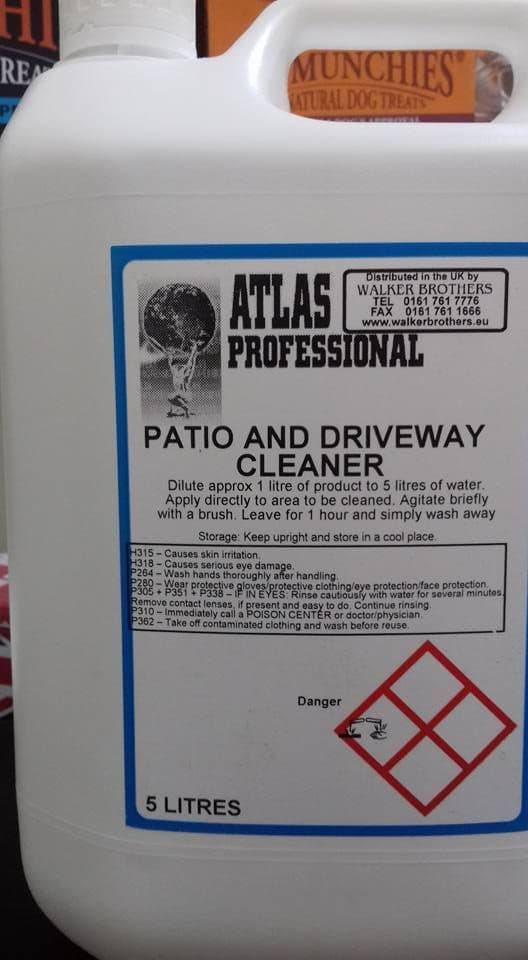 HI
REA
MUNCHIES
NATURAL DOG TREATS
ATLAS
PROFESSIONAL
Distributed in the UK by
WALKER BROTHERS
TEL 0161 761 7776
FAX 0161 761 1666
www.walkerbrothers.eu
PATIO AND DRIVEWAY
CLEANER
Dilute approx 1 litre of product to 5 litres of water.
Apply directly to area to be cleaned. Agitate briefly
with a brush. Leave for 1 hour and simply wash away
Storage: Keep upright and store in a cool place.
H315 – Causes skin irritation.
H318 – Causes serious eye damage.
P264 – Wash hands thoroughly after handling.
P280 – Wear protective gloves/protective clothing/eye protection/face protection.
P305 + P351 + P338 – IF IN EYES: Rinse cautiously with water for several minutes.
Remove contact lenses, if present and easy to do. Continue rinsing.
P310 – Immediately call a POISON CENTER or doctor/physician.
P362 – Take off contaminated clothing and wash before reuse.
Danger
5 LITRES